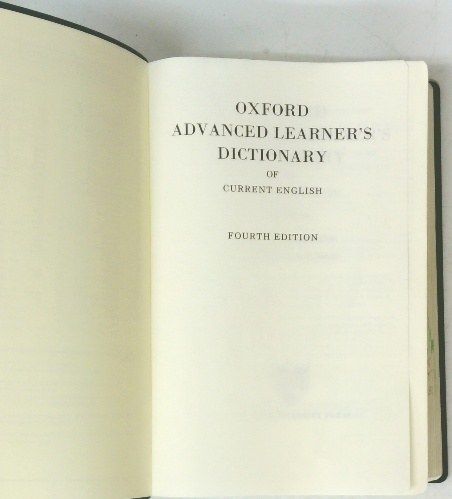 OXFORD
ADVANCED LEARNER'S
DICTIONARY
OF
CURRENT ENGLISH
FOURTH EDITION